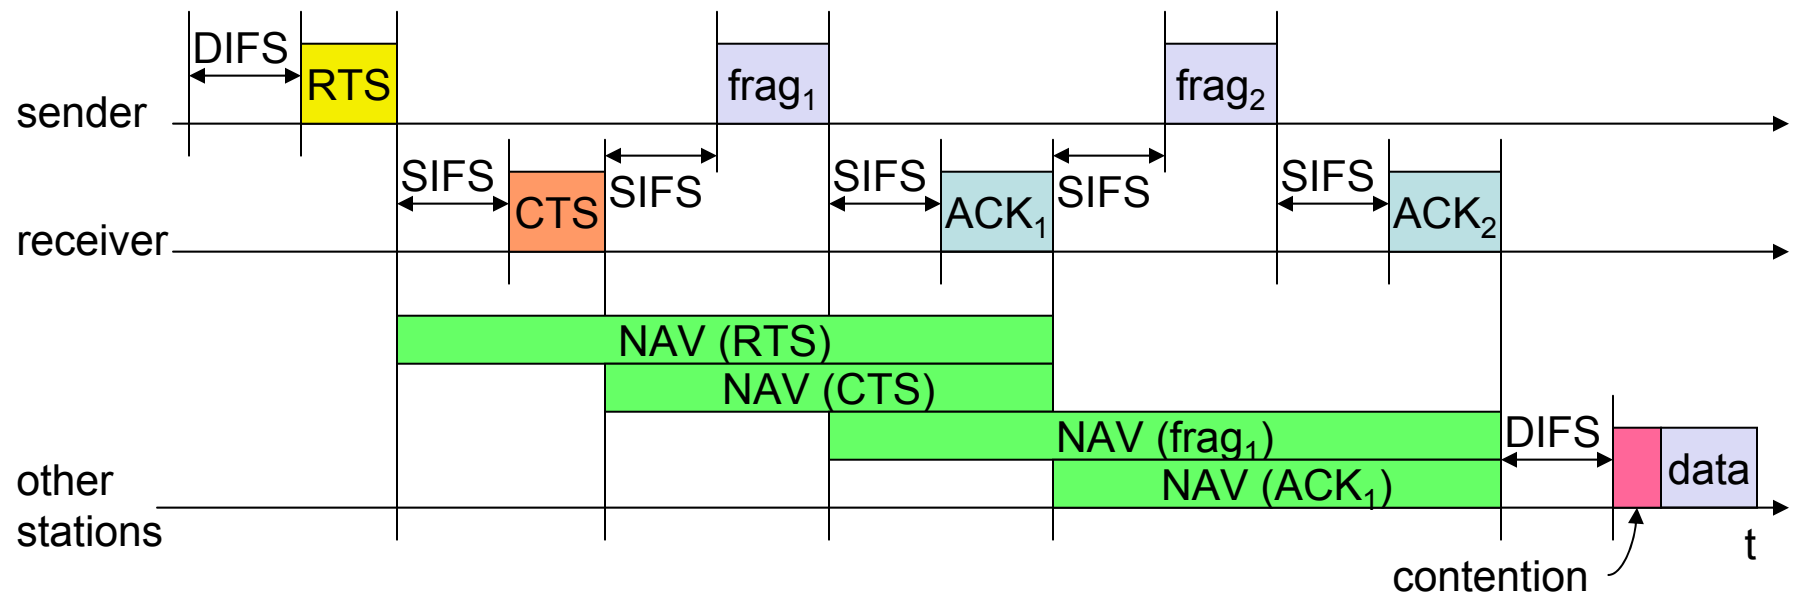 DIFS
RTS
frag₁
frag₂
sender
SIFS
CTS
SIFS
SIFS
ACK₁
SIFS
SIFS
ACK₂
receiver
NAV (RTS)
NAV (CTS)
NAV (frag₁)
DIFS
NAV (ACK₁)
data
other
stations
t
contention